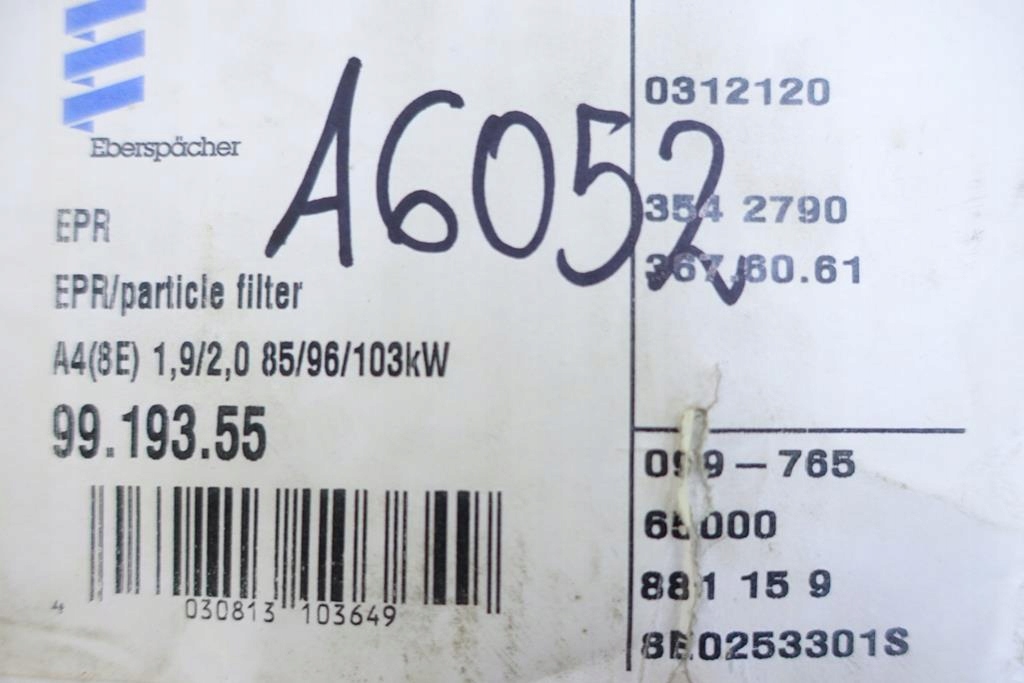 Eberspächer
A6052
EPR
EPR/particle filter
A4(8E) 1,9/2,0 85/96/103kW
99.193.55
4 030813 103649
0312120
354 2790
367.60.61
099-765
65000
881 15 9
8E0253301S